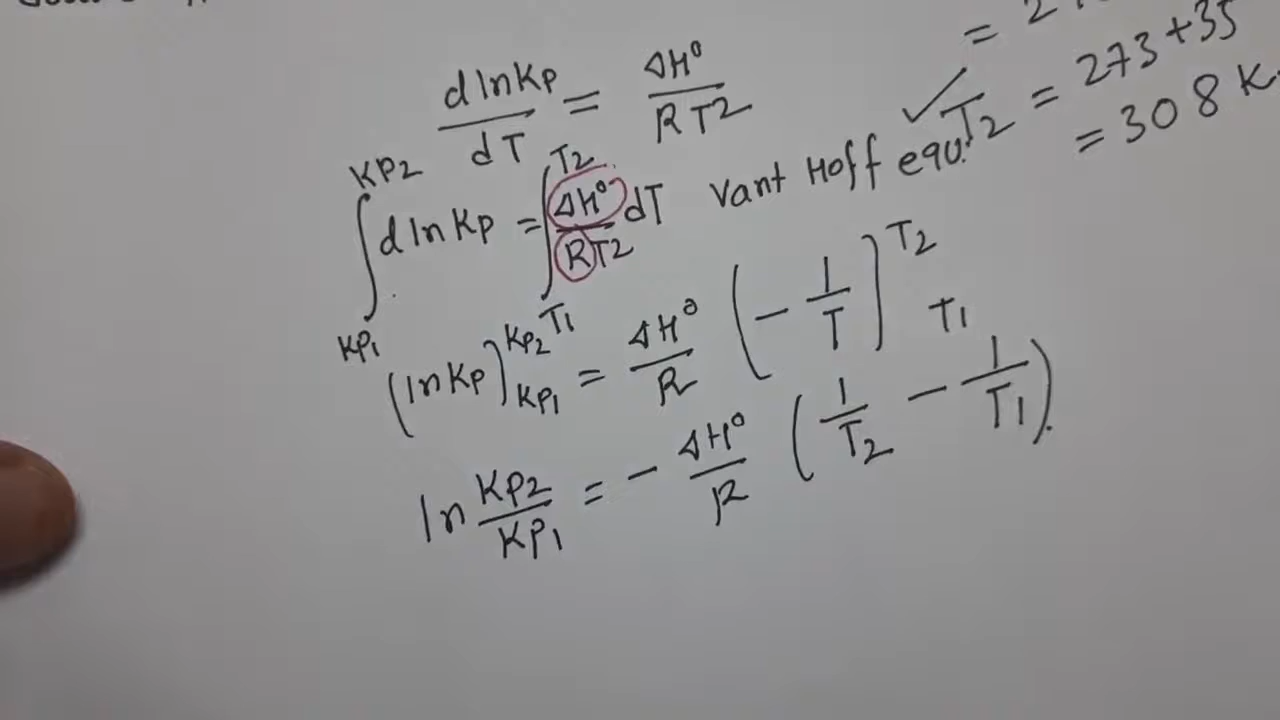 d ln Kp / dT = ΔH° / RT2
∫ KP1 KP2 d ln Kp = ∫ T1 T2 ΔH° / RT2 dT Vant Hoff equ.
(ln Kp] KP1 KP2 = ΔH° / R (- 1 / T] T1 T2
ln KP2 / KP1 = - ΔH° / R (1 / T2 - 1 / T1).
=
✓ T2 = 273 + 35
= 308 K.